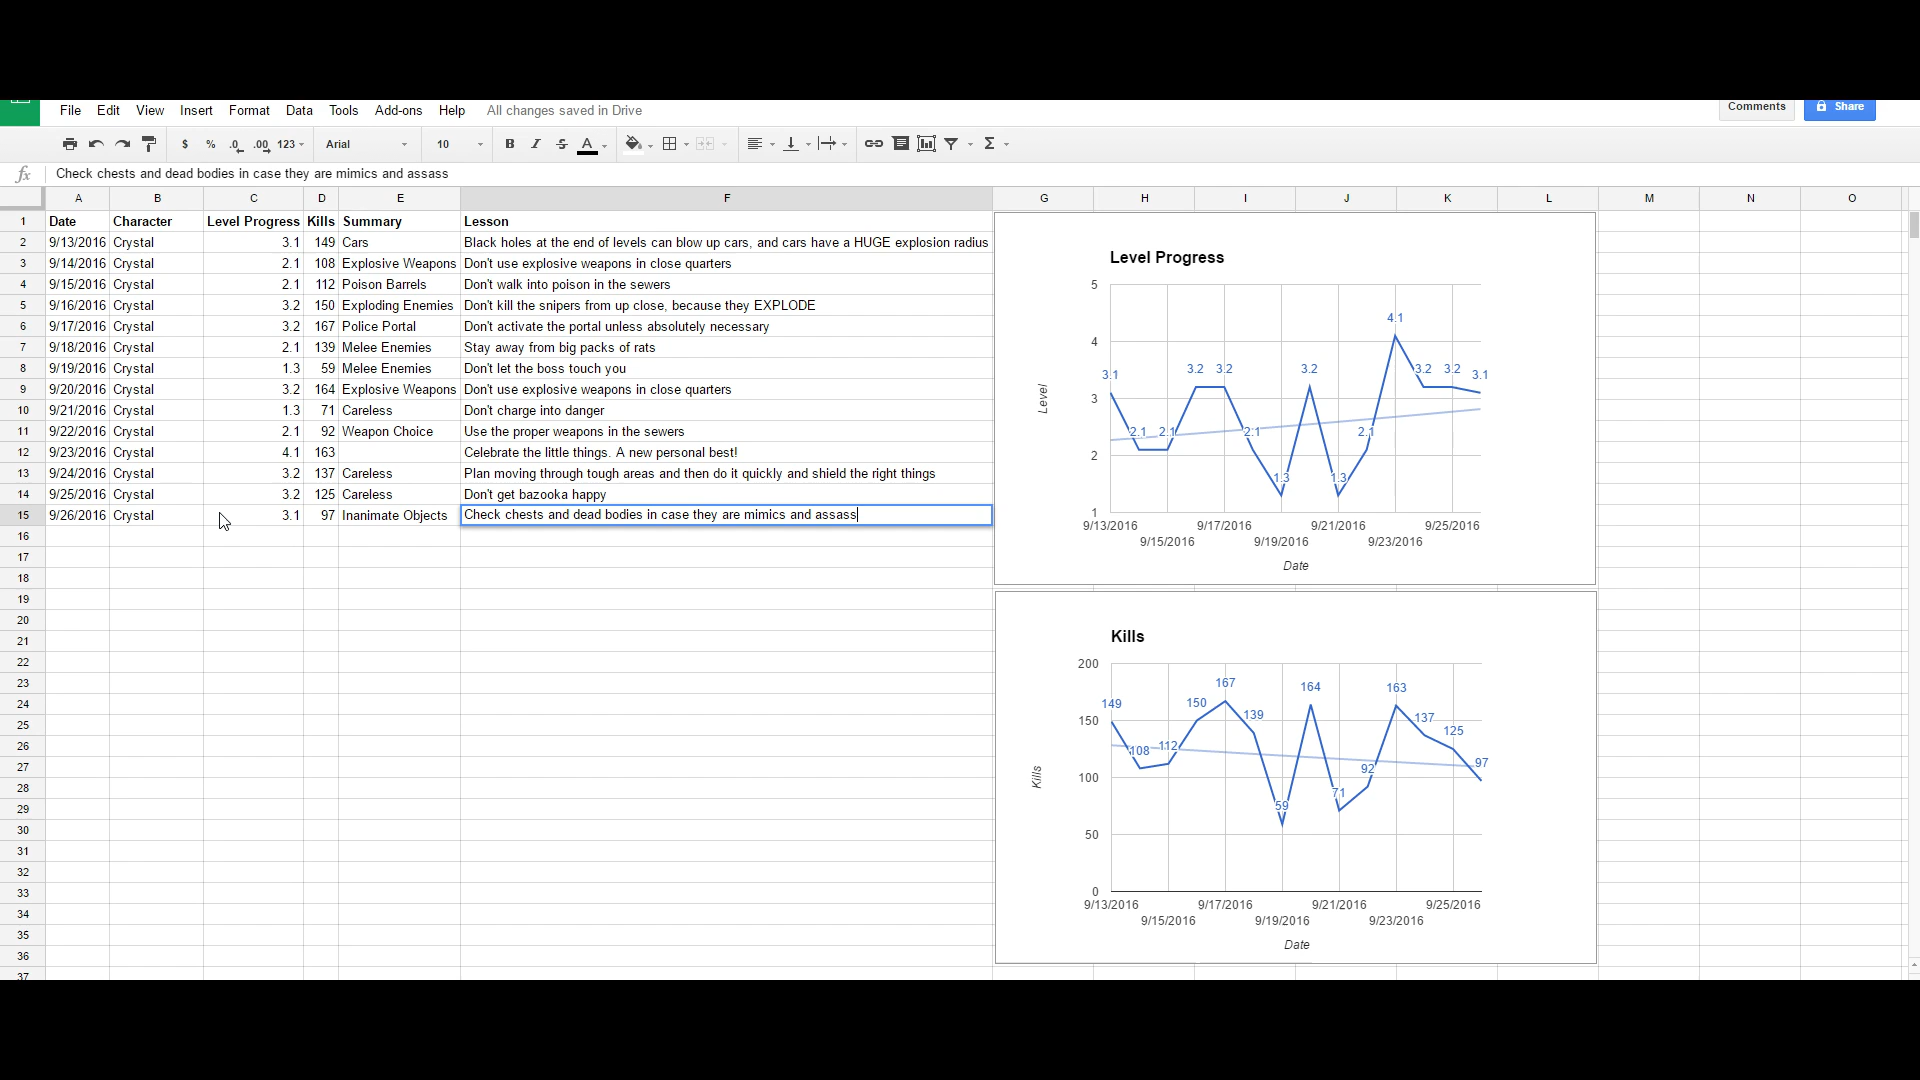 File Edit View Insert Format Data Tools Add-ons Help All changes saved in Drive Comments Share
$ % .0 .00 123 Arial 10 B I S A Σ
fx Check chests and dead bodies in case they are mimics and assass
A B C D E F G H I J K L M N O
1 Date Character Level Progress Kills Summary Lesson
2 9/13/2016 Crystal 3.1 149 Cars Black holes at the end of levels can blow up cars, and cars have a HUGE explosion radius
3 9/14/2016 Crystal 2.1 108 Explosive Weapons Don't use explosive weapons in close quarters
4 9/15/2016 Crystal 2.1 112 Poison Barrels Don't walk into poison in the sewers
5 9/16/2016 Crystal 3.2 150 Exploding Enemies Don't kill the snipers from up close, because they EXPLODE
6 9/17/2016 Crystal 3.2 167 Police Portal Don't activate the portal unless absolutely necessary
7 9/18/2016 Crystal 2.1 139 Melee Enemies Stay away from big packs of rats
8 9/19/2016 Crystal 1.3 59 Melee Enemies Don't let the boss touch you
9 9/20/2016 Crystal 3.2 164 Explosive Weapons Don't use explosive weapons in close quarters
10 9/21/2016 Crystal 1.3 71 Careless Don't charge into danger
11 9/22/2016 Crystal 2.1 92 Weapon Choice Use the proper weapons in the sewers
12 9/23/2016 Crystal 4.1 163 Celebrate the little things. A new personal best!
13 9/24/2016 Crystal 3.2 137 Careless Plan moving through tough areas and then do it quickly and shield the right things
14 9/25/2016 Crystal 3.2 125 Careless Don't get bazooka happy
15 9/26/2016 Crystal 3.1 97 Inanimate Objects Check chests and dead bodies in case they are mimics and assass
16
17
18
19
20
21
22
23
24
25
26
27
28
29
30
31
32
33
34
35
36
37
Level Progress
5
4.1
4
3.1 3.2 3.2 3.2 3.2 3.2 3.1
Level
3
2.1 2.1 2.1 2.1
2
1.3 1.3
1
9/13/2016 9/17/2016 9/21/2016 9/25/2016
9/15/2016 9/19/2016 9/23/2016
Date
Kills
200
149 150 167 139 164 163 137 125
150
108 112 92 97
Kills
100
59 71
50
0
9/13/2016 9/17/2016 9/21/2016 9/25/2016
9/15/2016 9/19/2016 9/23/2016
Date